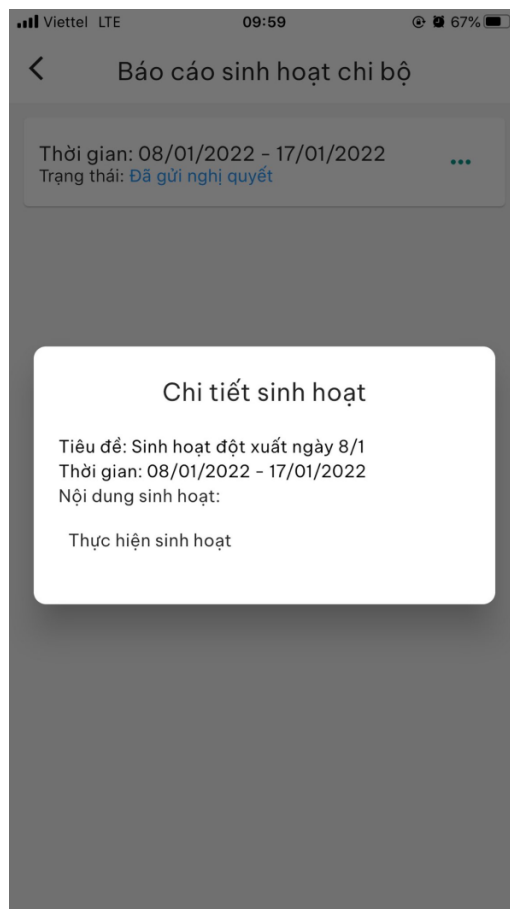 Viettel LTE 09:59 67%
Báo cáo sinh hoạt chi bộ
Thời gian: 08/01/2022 - 17/01/2022
Trạng thái: Đã gửi nghị quyết
Chi tiết sinh hoạt
Tiêu đề: Sinh hoạt đột xuất ngày 8/1
Thời gian: 08/01/2022 - 17/01/2022
Nội dung sinh hoạt:
Thực hiện sinh hoạt